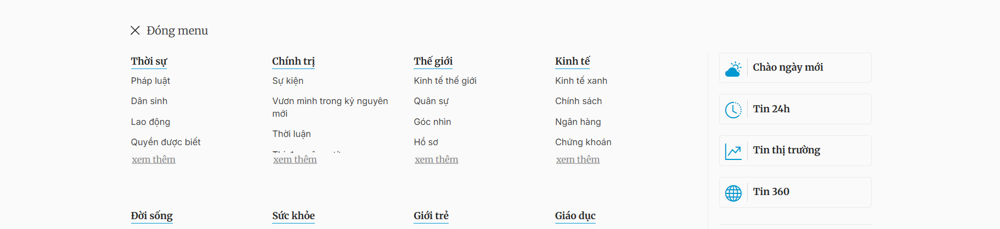 Đóng menu
Thời sự
Pháp luật
Dân sinh
Lao động
Quyền được biết
xem thêm
Chính trị
Sự kiện
Vươn mình trong kỷ nguyên
mới
Thời luận
xem thêm
Thế giới
Kinh tế thế giới
Quân sự
Góc nhìn
Hồ sơ
xem thêm
Kinh tế
Kinh tế xanh
Chính sách
Ngân hàng
Chứng khoán
xem thêm
Chào ngày mới
Tin 24h
Tin thị trường
Tin 360
Đời sống
Sức khỏe
Giới trẻ
Giáo dục